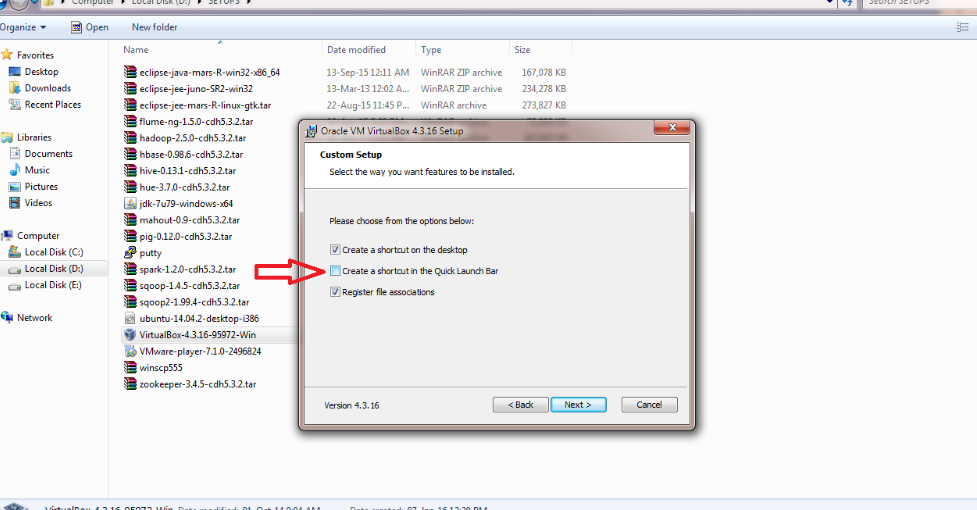 Computer Local Disk (D:) SETUPS Search SETUPS
Organize Open New folder
Name Date modified Type Size
Favorites
Desktop
Downloads
Recent Places
Libraries
Documents
Music
Pictures
Videos
Computer
Local Disk (C:)
Local Disk (D:)
Local Disk (E:)
Network
eclipse-java-mars-R-win32-x86_64 13-Sep-15 12:11 AM WinRAR ZIP archive 167,078 KB
eclipse-jee-juno-SR2-win32 13-Mar-13 12:02 A... WinRAR ZIP archive 234,278 KB
eclipse-jee-mars-R-linux-gtk.tar 22-Aug-15 11:45 P... WinRAR archive 273,827 KB
flume-ng-1.5.0-cdh5.3.2.tar
hadoop-2.5.0-cdh5.3.2.tar
hbase-0.98.6-cdh5.3.2.tar
hive-0.13.1-cdh5.3.2.tar
hue-3.7.0-cdh5.3.2.tar
jdk-7u79-windows-x64
mahout-0.9-cdh5.3.2.tar
pig-0.12.0-cdh5.3.2.tar
putty
spark-1.2.0-cdh5.3.2.tar
sqoop-1.4.5-cdh5.3.2.tar
sqoop2-1.99.4-cdh5.3.2.tar
ubuntu-14.04.2-desktop-i386
VirtualBox-4.3.16-95972-Win
VMware-player-7.1.0-2496824
winscp555
zookeeper-3.4.5-cdh5.3.2.tar
Oracle VM VirtualBox 4.3.16 Setup
Custom Setup
Select the way you want features to be installed.
Please choose from the options below:
Create a shortcut on the desktop
Create a shortcut in the Quick Launch Bar
Register file associations
Version 4.3.16 < Back Next > Cancel
VirtualBox-4.3.16-95972-Win Date modified: 01-Oct-14 9:04 AM Date created: 07-Jan-16 12:29 PM